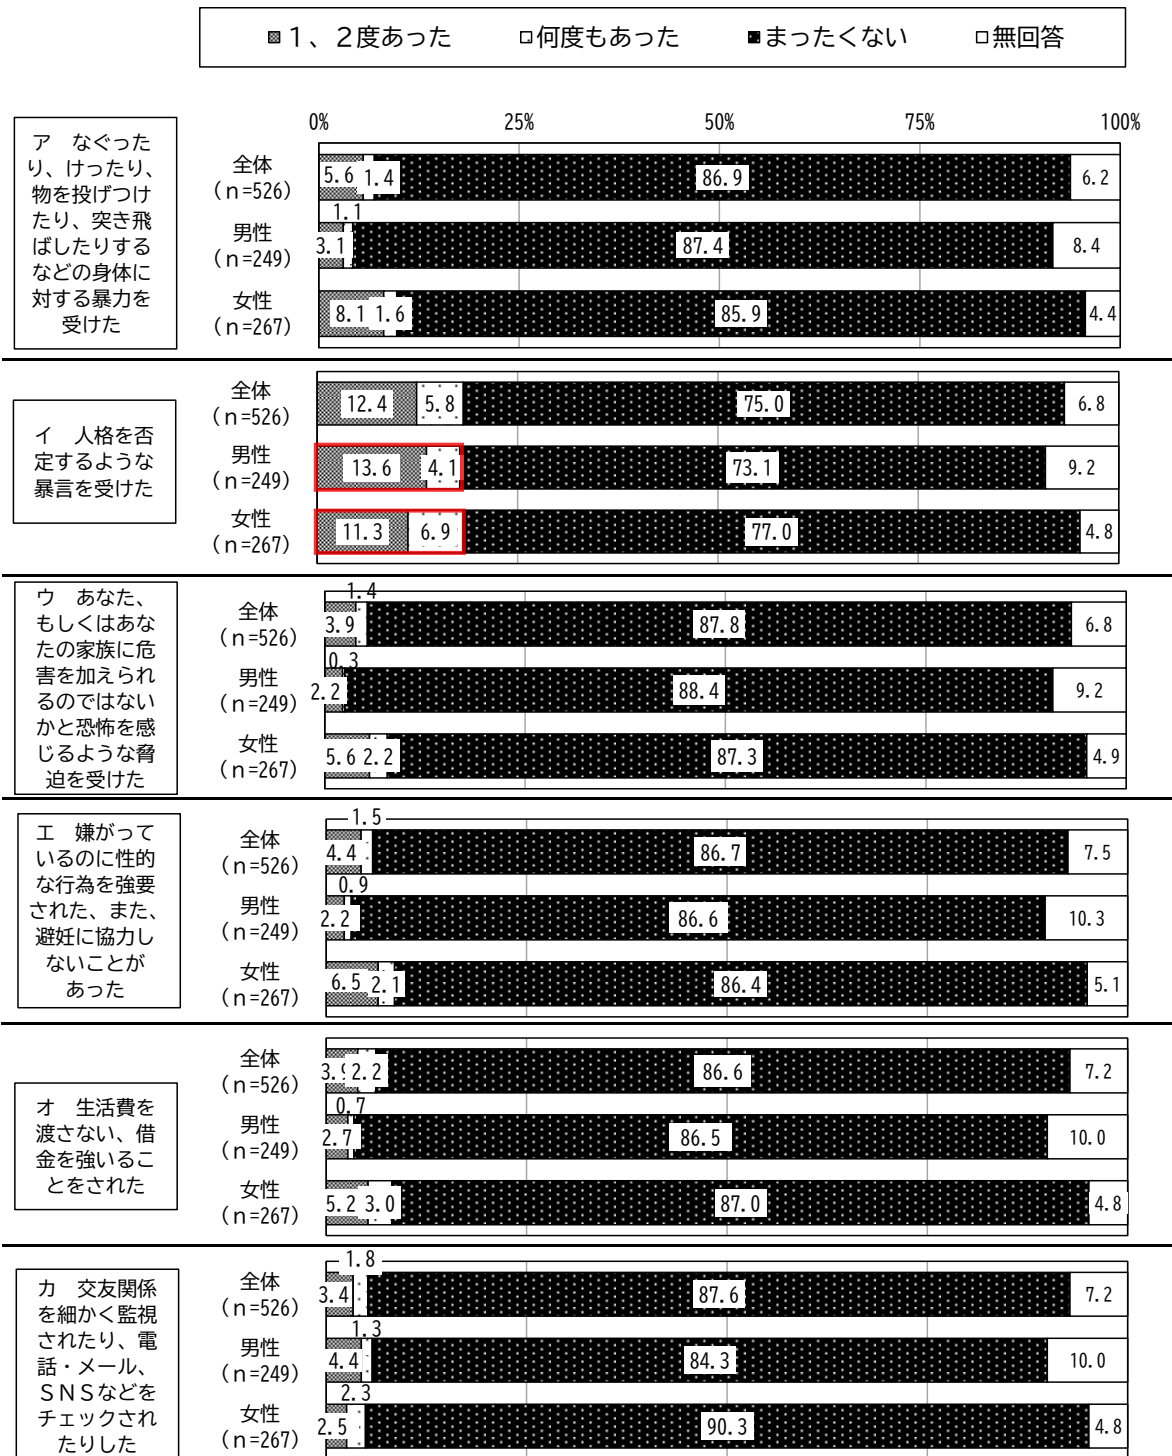 １、２度あった　何度もあった　まったくない　無回答
0%　25%　50%　75%　100%
ア　なぐった
り、けったり、
物を投げつけ
たり、突き飛
ばしたりする
などの身体に
対する暴力を
受けた
全体
（ｎ=526）
5.6　1.4　86.9　6.2
男性
（ｎ=249）
3.1　1.1　87.4　8.4
女性
（ｎ=267）
8.1　1.6　85.9　4.4
イ　人格を否
定するような
暴言を受けた
全体
（ｎ=526）
12.4　5.8　75.0　6.8
男性
（ｎ=249）
13.6　4.1　73.1　9.2
女性
（ｎ=267）
11.3　6.9　77.0　4.8
ウ　あなた、
もしくはあな
たの家族に危
害を加えられ
るのではない
かと恐怖を感
じるような脅
迫を受けた
全体
（ｎ=526）
3.9　1.4　87.8　6.8
男性
（ｎ=249）
2.2　0.3　88.4　9.2
女性
（ｎ=267）
5.6　2.2　87.3　4.9
エ　嫌がって
いるのに性的
な行為を強要
された、また、
避妊に協力し
ないことが
あった
全体
（ｎ=526）
4.4　1.5　86.7　7.5
男性
（ｎ=249）
2.2　0.9　86.6　10.3
女性
（ｎ=267）
6.5　2.1　86.4　5.1
オ　生活費を
渡さない、借
金を強いるこ
とをされた
全体
（ｎ=526）
3.9　2.2　86.6　7.2
男性
（ｎ=249）
2.7　0.7　86.5　10.0
女性
（ｎ=267）
5.2　3.0　87.0　4.8
カ　交友関係
を細かく監視
されたり、電
話・メール、
ＳＮＳなどを
チェックされ
たりした
全体
（ｎ=526）
3.4　1.8　87.6　7.2
男性
（ｎ=249）
4.4　1.3　84.3　10.0
女性
（ｎ=267）
2.5　2.3　90.3　4.8